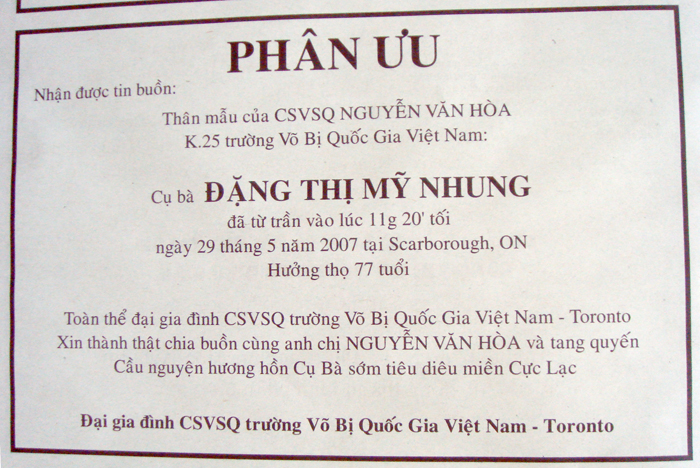 PHÂN ƯU
Nhận được tin buồn:
Thân mẫu của CSVSQ NGUYỄN VĂN HÒA
K.25 trường Võ Bị Quốc Gia Việt Nam:
Cụ bà ĐẶNG THỊ MỸ NHUNG
đã từ trần vào lúc 11g 20' tối
ngày 29 tháng 5 năm 2007 tại Scarborough, ON
Hưởng thọ 77 tuổi
Toàn thể đại gia đình CSVSQ trường Võ Bị Quốc Gia Việt Nam - Toronto
Xin thành thật chia buồn cùng anh chị NGUYỄN VĂN HÒA và tang quyến
Cầu nguyện hương hồn Cụ Bà sớm tiêu diêu miền Cực Lạc
Đại gia đình CSVSQ trường Võ Bị Quốc Gia Việt Nam - Toronto